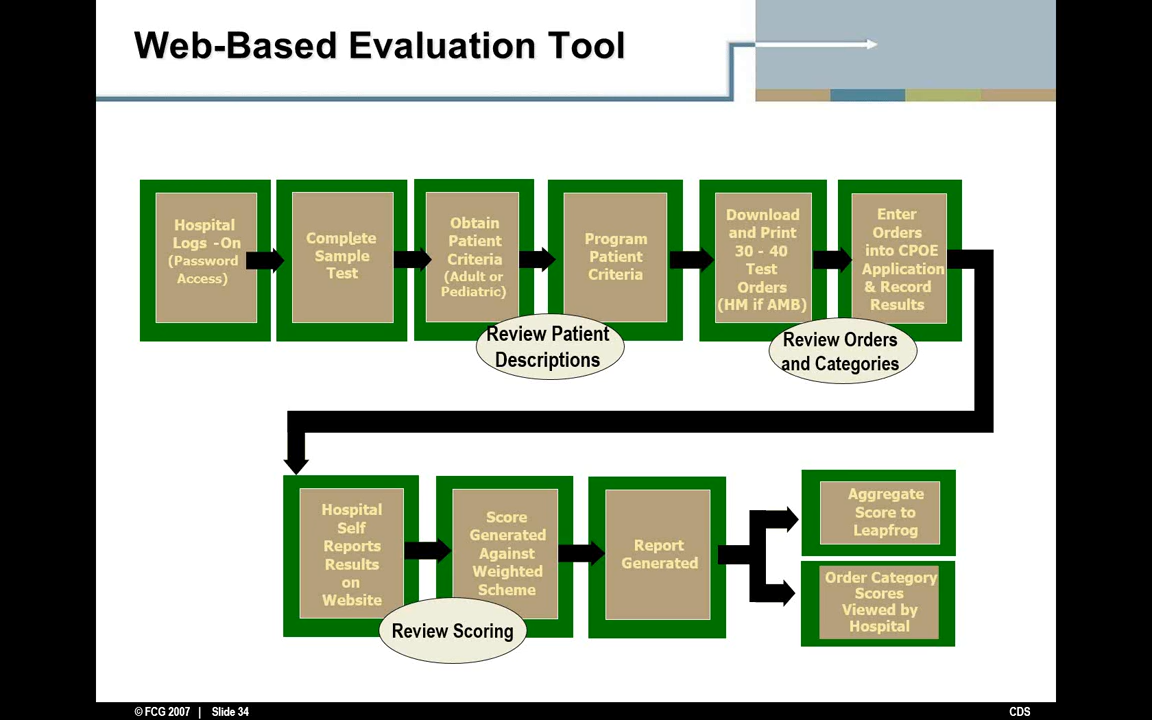 Web-Based Evaluation Tool
Hospital
Logs -On
(Password
Access)
Complete
Sample
Test
Obtain
Patient
Criteria
(Adult or
Pediatric)
Program
Patient
Criteria
Download
and Print
30 - 40
Test
Orders
(HM if AMB)
Enter
Orders
into CPOE
Application
& Record
Results
Review Patient
Descriptions
Review Orders
and Categories
Hospital
Self
Reports
Results
on
Website
Score
Generated
Against
Weighted
Scheme
Report
Generated
Aggregate
Score to
Leapfrog
Order Category
Scores
Viewed by
Hospital
Review Scoring
© FCG 2007 | Slide 34
CDS